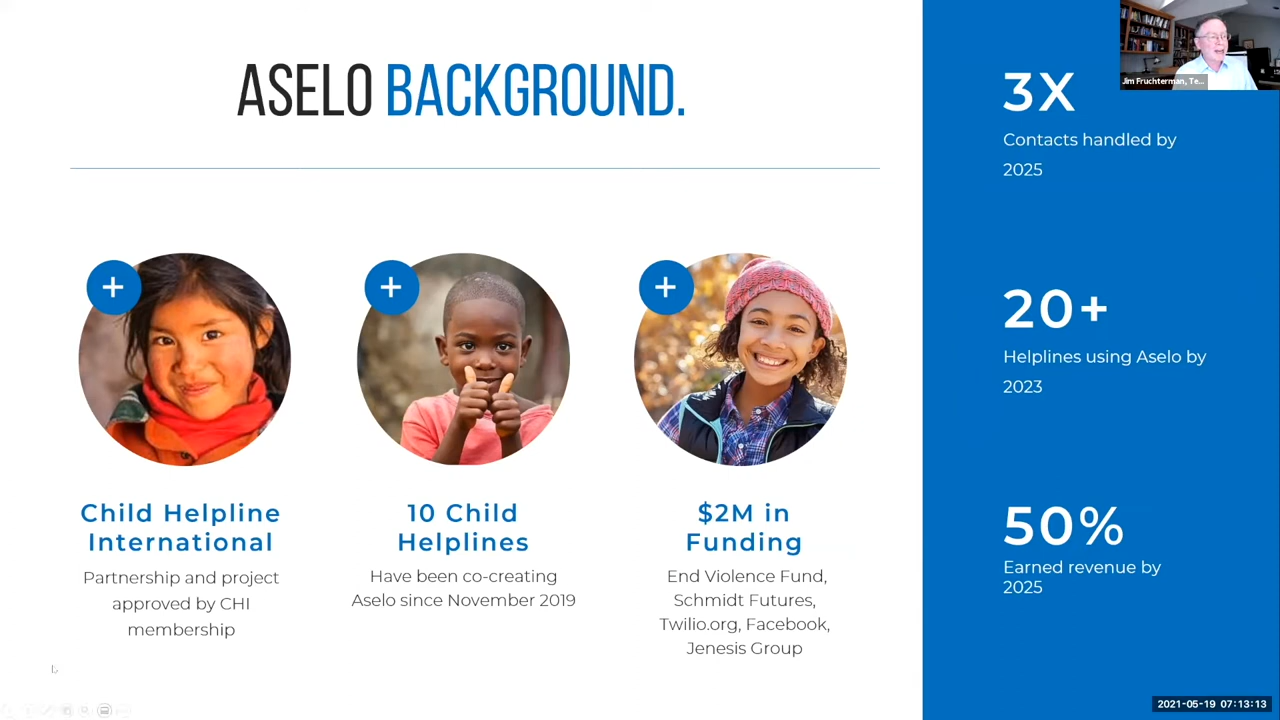 ASELO BACKGROUND.
Child Helpline
International
Partnership and project
approved by CHI
membership
10 Child
Helplines
Have been co-creating
Aselo since November 2019
$2M in
Funding
End Violence Fund,
Schmidt Futures,
Twilio.org, Facebook,
Jenesis Group
3X
Contacts handled by
2025
20+
Helplines using Aselo by
2023
50%
Earned revenue by
2025
Jim Fruchterman, Te...
2021-05-19 07:13:13